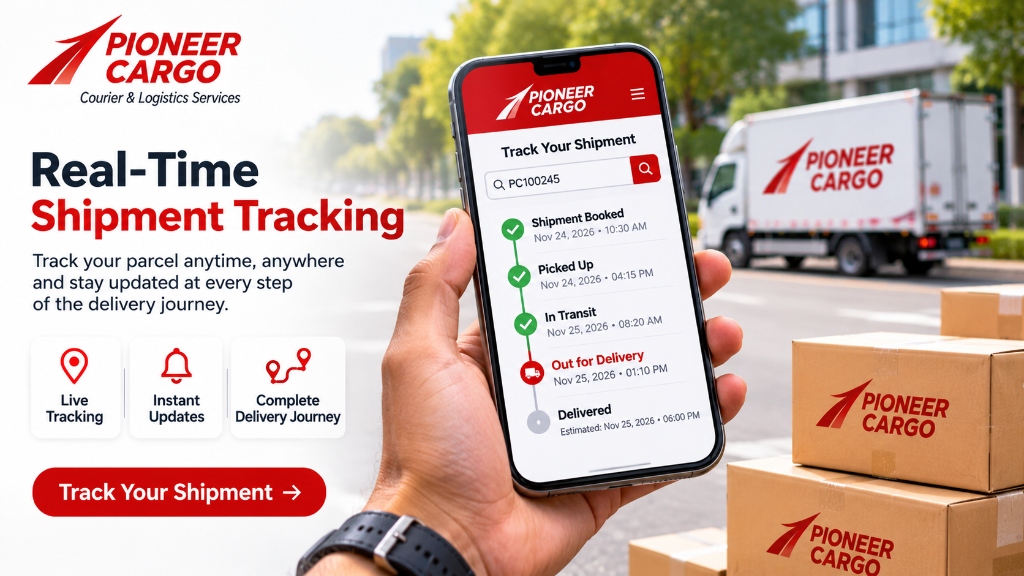 PIONEER
CARGO
Courier & Logistics Services
Real-Time
Shipment Tracking
Track your parcel anytime, anywhere
and stay updated at every step
of the delivery journey.
Live
Tracking
Instant
Updates
Complete
Delivery Journey
Track Your Shipment →
PIONEER
CARGO
Track Your Shipment
PC100245
Shipment Booked
Nov 24, 2026 • 10:30 AM
Picked Up
Nov 24, 2026 • 04:15 PM
In Transit
Nov 25, 2026 • 08:20 AM
Out for Delivery
Nov 25, 2026 • 01:10 PM
Delivered
Estimated: Nov 25, 2026 • 06:00 PM
PIONEER
CARGO
PIONEER
CARGO
PIONEER
CARGO